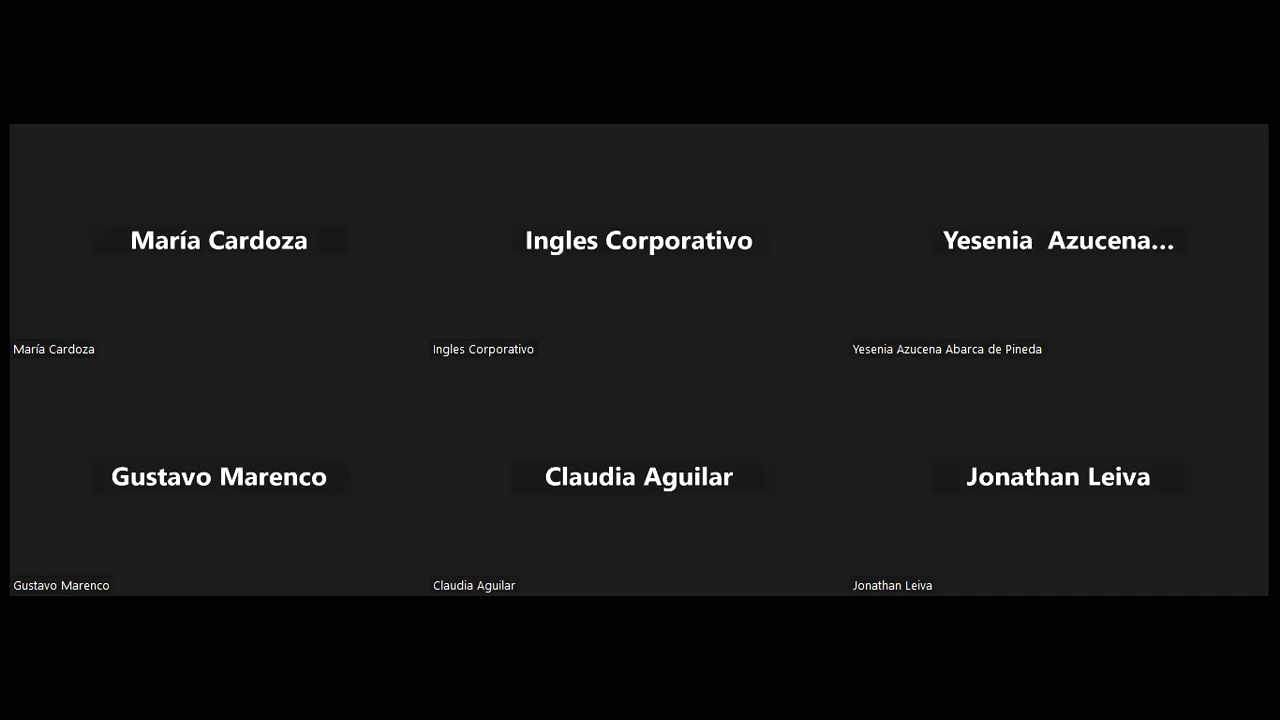 María Cardoza
Ingles Corporativo
Yesenia  Azucena...
María Cardoza
Ingles Corporativo
Yesenia Azucena Abarca de Pineda
Gustavo Marenco
Claudia Aguilar
Jonathan Leiva
Gustavo Marenco
Claudia Aguilar
Jonathan Leiva